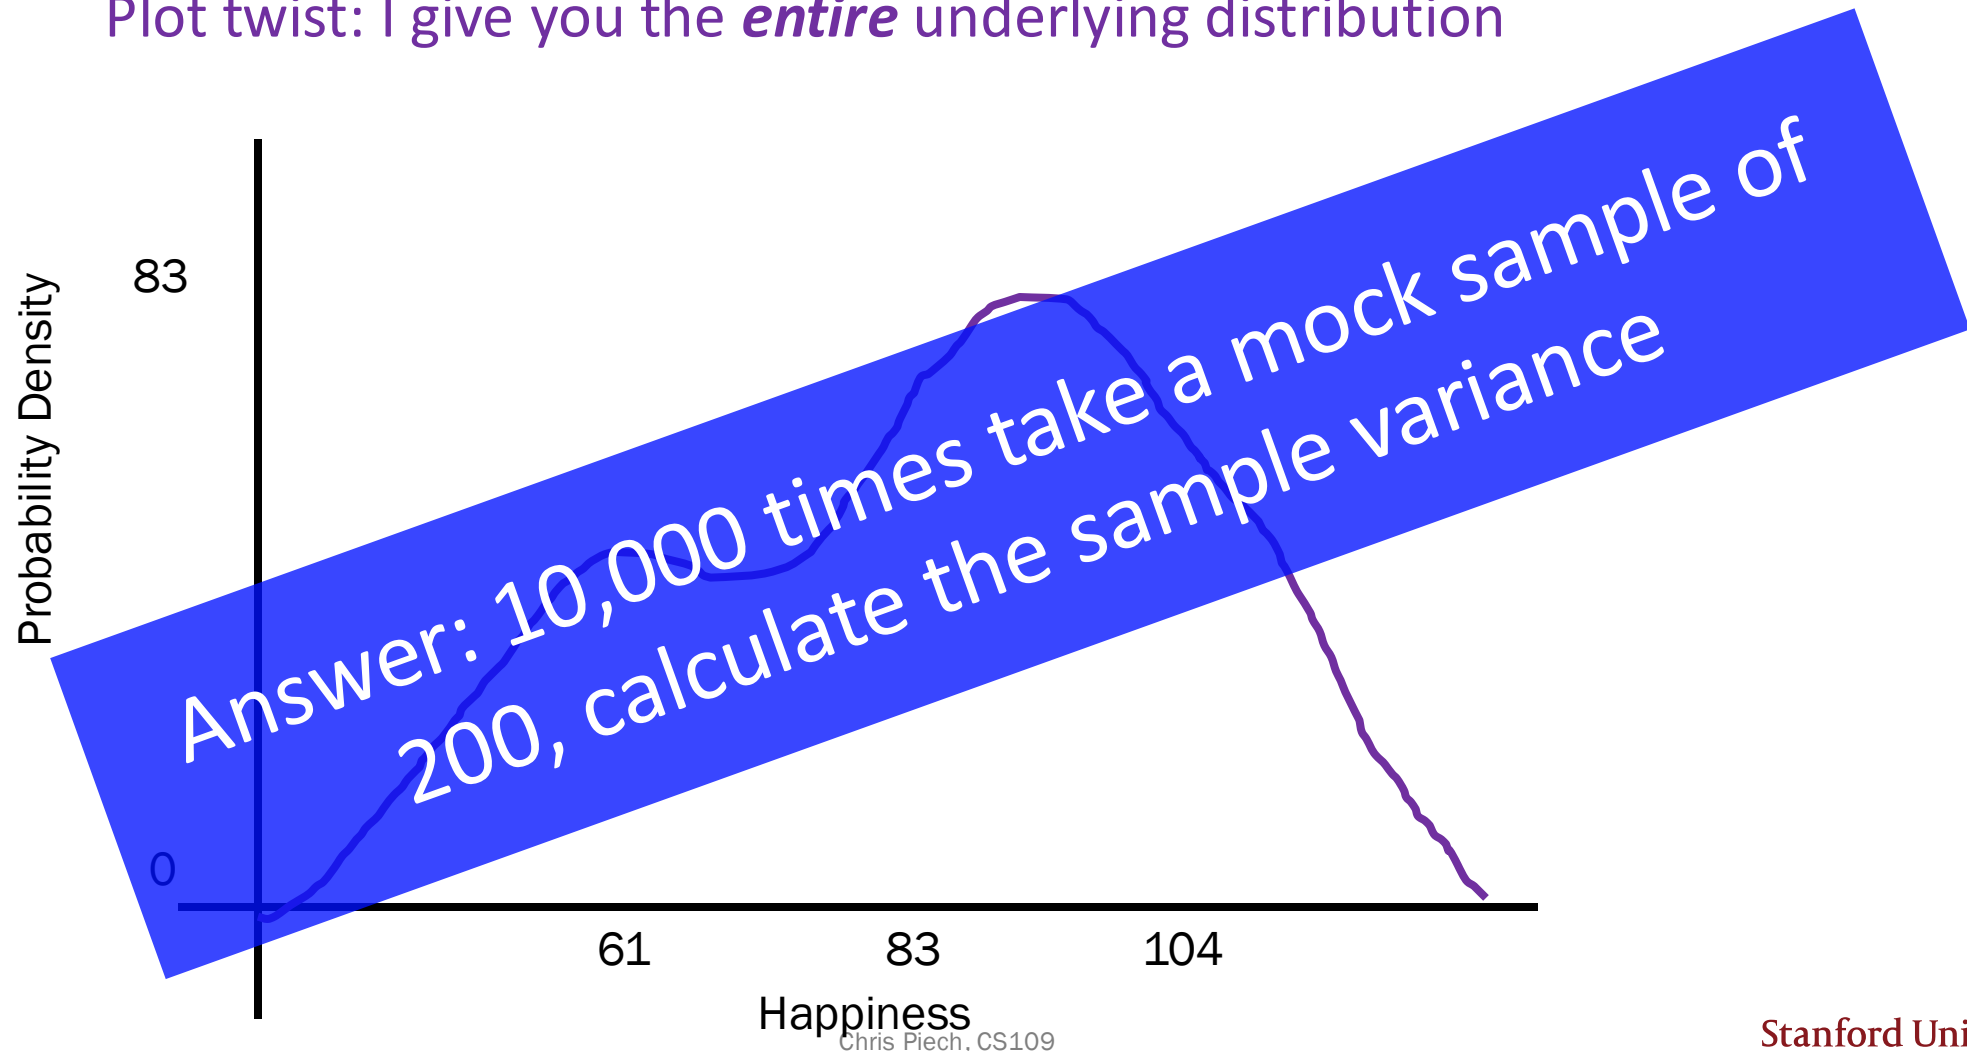 Plot twist: I give you the entire underlying distribution
Probability Density
83
0
Answer: 10,000 times take a mock sample of
200, calculate the sample variance
61 83 104
Happiness
Chris Piech, CS109
Stanford Uni